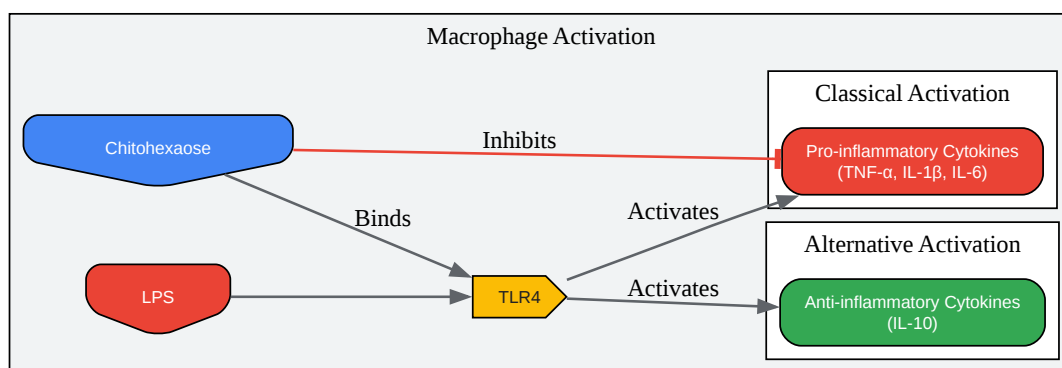 Macrophage Activation
Classical Activation
Chitohexaose
Inhibits
Pro-inflammatory Cytokines
(TNF-α, IL-1β, IL-6)
Binds
Activates
Alternative Activation
LPS
TLR4
Activates
Anti-inflammatory Cytokines
(IL-10)